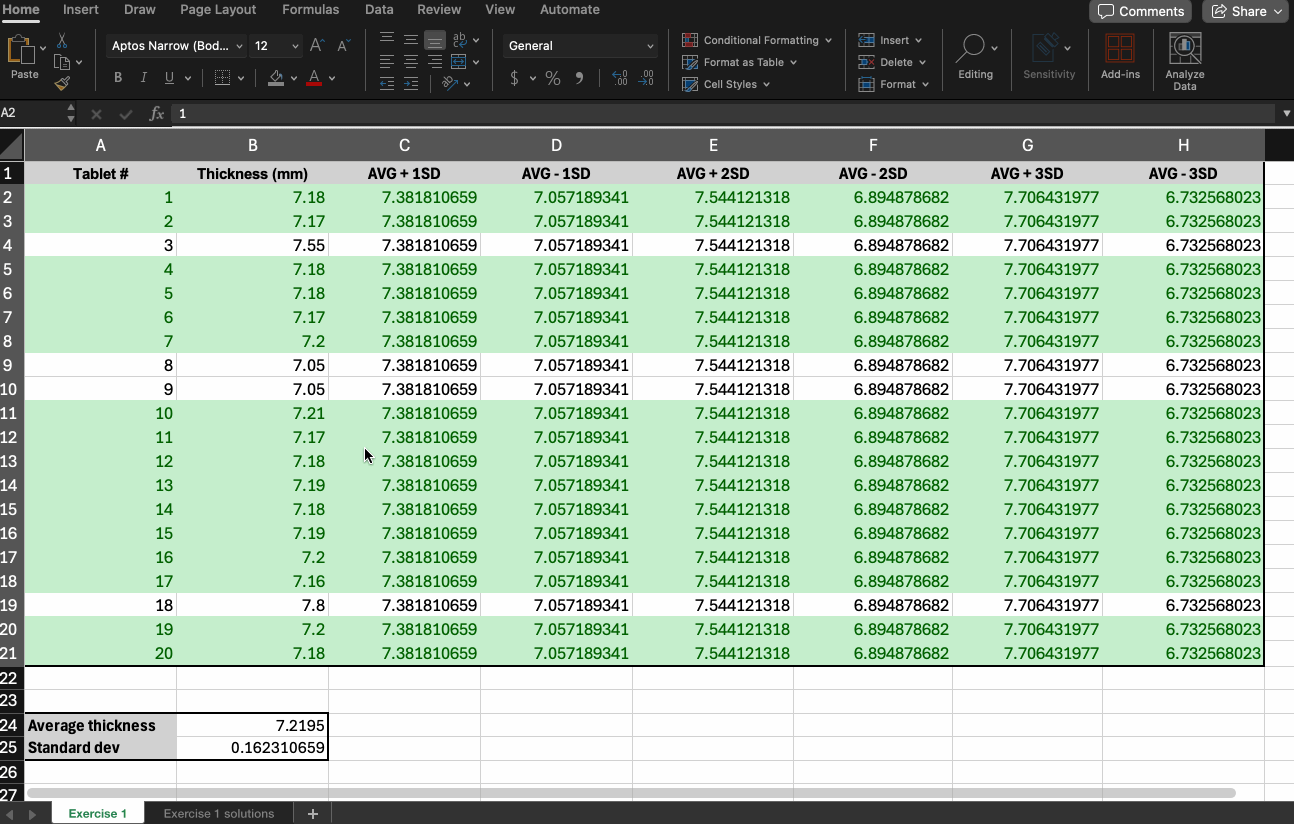 Home Insert Draw Page Layout Formulas Data Review View Automate Comments Share
Paste Aptos Narrow (Bod... 12 A A B I U A ab General $ % 9 .00 Conditional Formatting Format as Table Cell Styles Insert Delete Format Editing Sensitivity Add-ins Analyze Data
A2 fx 1
A B C D E F G H
1 Tablet # Thickness (mm) AVG + 1SD AVG - 1SD AVG + 2SD AVG - 2SD AVG + 3SD AVG - 3SD
2 1 7.18 7.381810659 7.057189341 7.544121318 6.894878682 7.706431977 6.732568023
3 2 7.17 7.381810659 7.057189341 7.544121318 6.894878682 7.706431977 6.732568023
4 3 7.55 7.381810659 7.057189341 7.544121318 6.894878682 7.706431977 6.732568023
5 4 7.18 7.381810659 7.057189341 7.544121318 6.894878682 7.706431977 6.732568023
6 5 7.18 7.381810659 7.057189341 7.544121318 6.894878682 7.706431977 6.732568023
7 6 7.17 7.381810659 7.057189341 7.544121318 6.894878682 7.706431977 6.732568023
8 7 7.2 7.381810659 7.057189341 7.544121318 6.894878682 7.706431977 6.732568023
9 8 7.05 7.381810659 7.057189341 7.544121318 6.894878682 7.706431977 6.732568023
10 9 7.05 7.381810659 7.057189341 7.544121318 6.894878682 7.706431977 6.732568023
11 10 7.21 7.381810659 7.057189341 7.544121318 6.894878682 7.706431977 6.732568023
12 11 7.17 7.381810659 7.057189341 7.544121318 6.894878682 7.706431977 6.732568023
13 12 7.18 7.381810659 7.057189341 7.544121318 6.894878682 7.706431977 6.732568023
14 13 7.19 7.381810659 7.057189341 7.544121318 6.894878682 7.706431977 6.732568023
15 14 7.18 7.381810659 7.057189341 7.544121318 6.894878682 7.706431977 6.732568023
16 15 7.19 7.381810659 7.057189341 7.544121318 6.894878682 7.706431977 6.732568023
17 16 7.2 7.381810659 7.057189341 7.544121318 6.894878682 7.706431977 6.732568023
18 17 7.16 7.381810659 7.057189341 7.544121318 6.894878682 7.706431977 6.732568023
19 18 7.8 7.381810659 7.057189341 7.544121318 6.894878682 7.706431977 6.732568023
20 19 7.2 7.381810659 7.057189341 7.544121318 6.894878682 7.706431977 6.732568023
21 20 7.18 7.381810659 7.057189341 7.544121318 6.894878682 7.706431977 6.732568023
22
23
24 Average thickness 7.2195
25 Standard dev 0.162310659
26
27
Exercise 1 Exercise 1 solutions +